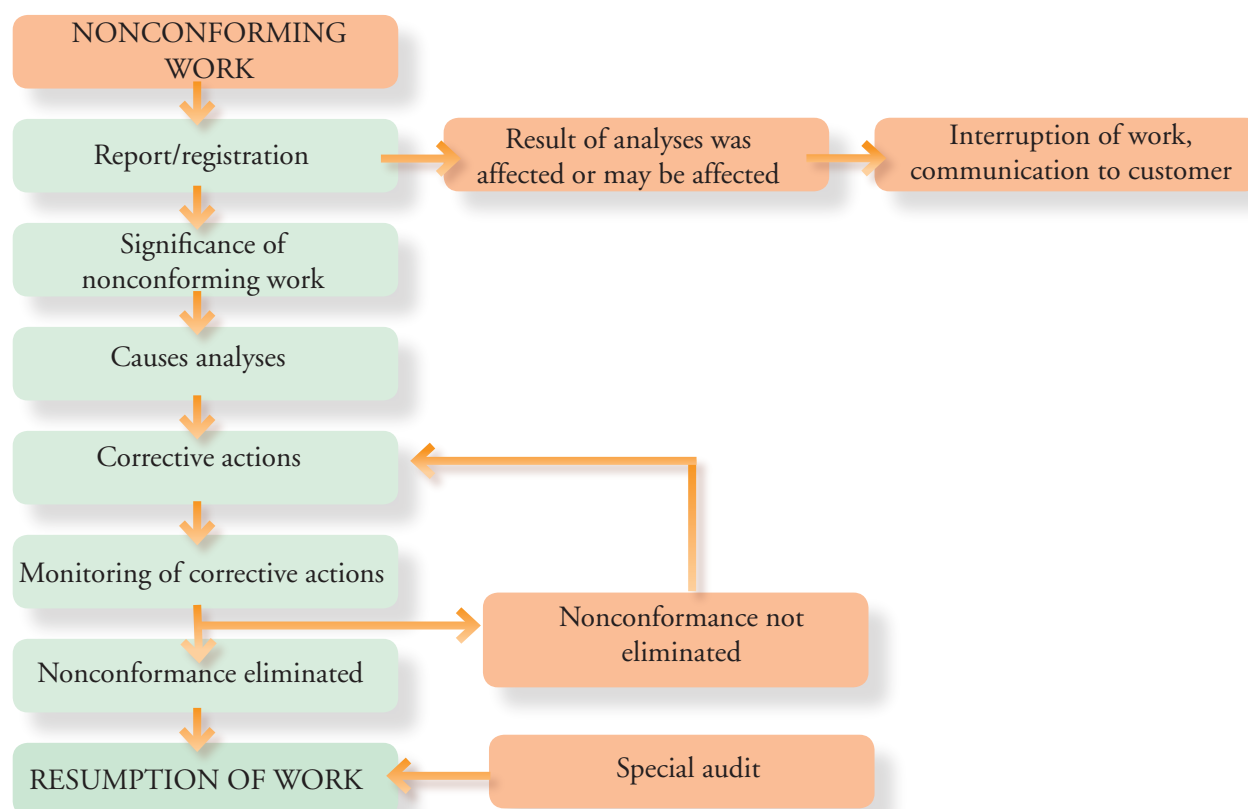 NONCONFORMING
WORK
Report/registration
Result of analyses was
affected or may be affected
Interruption of work,
communication to customer
Significance of
nonconforming work
Causes analyses
Corrective actions
Monitoring of corrective actions
Nonconformance not
eliminated
Nonconformance eliminated
RESUMPTION OF WORK
Special audit